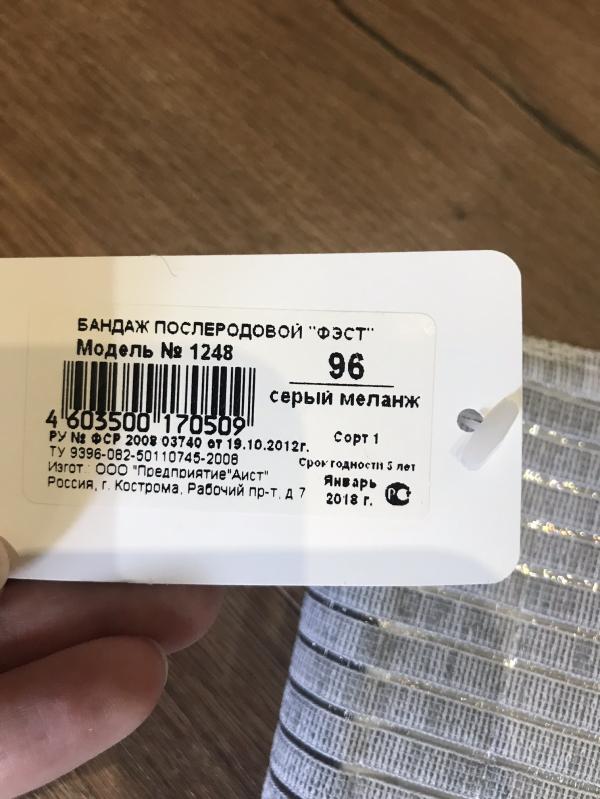 БАНДАЖ ПОСЛЕРОДОВОЙ "ФЭСТ"
Модель № 1248
96
серый меланж
4 603500 170509
РУ № ФСР 2008 03740 от 19.10.2012г.
Сорт 1
ТУ 9396-082-50110745-2008
Срок годности 5 лет
Изгот.: ООО "Предприятие"Аист"
Россия, г. Кострома, Рабочий пр-т, д 7
Январь
2018 г.
РС